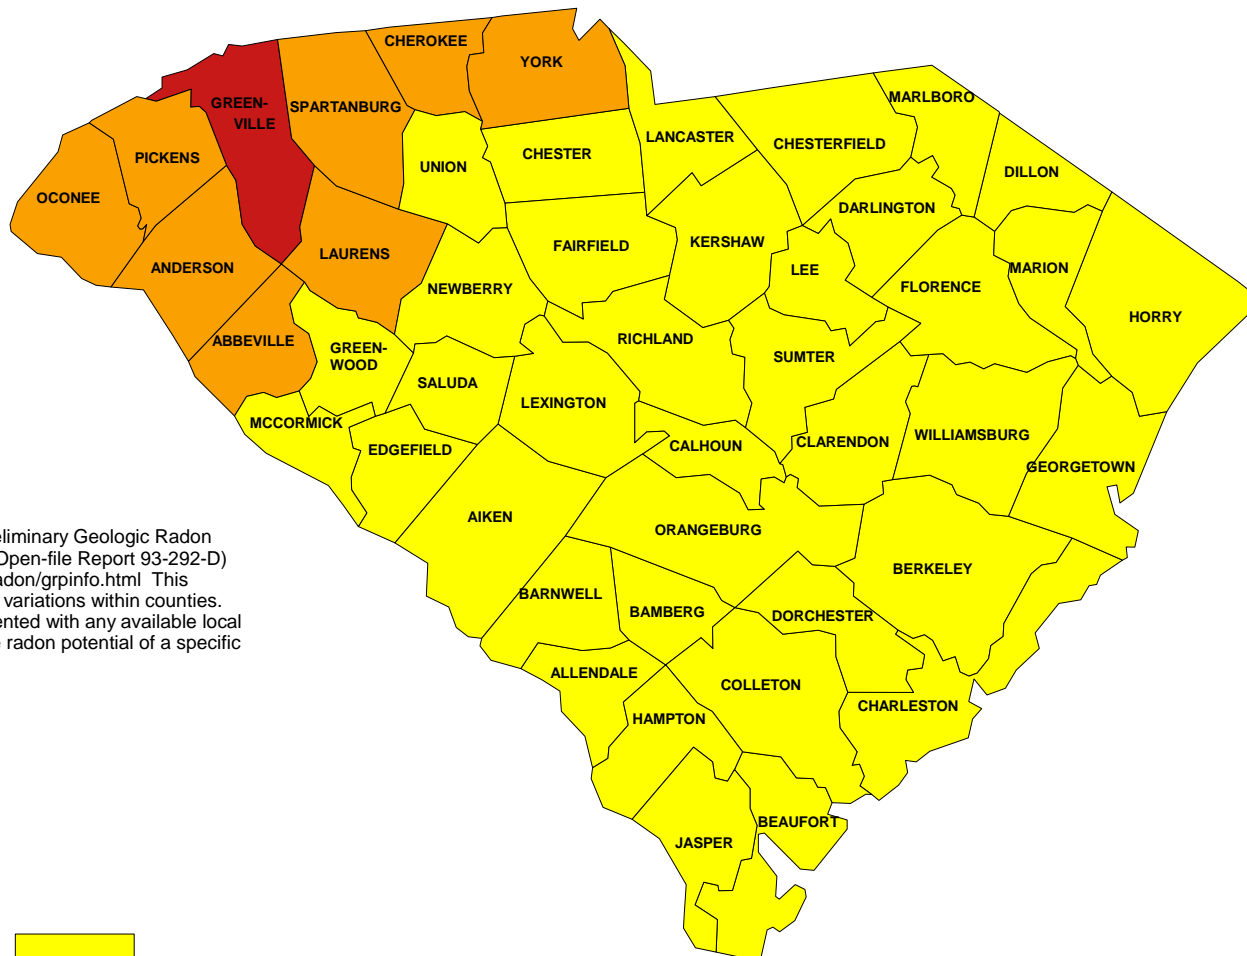 CHEROKEE
YORK
GREEN-
VILLE
SPARTANBURG
MARLBORO
LANCASTER
CHESTERFIELD
PICKENS
UNION
CHESTER
DILLON
OCONEE
DARLINGTON
ANDERSON
LAURENS
FAIRFIELD
KERSHAW
LEE
MARION
NEWBERRY
FLORENCE
HORRY
ABBEVILLE
GREEN-
WOOD
RICHLAND
SUMTER
SALUDA
LEXINGTON
MCCORMICK
EDGEFIELD
CALHOUN
CLARENDON
WILLIAMSBURG
GEORGETOWN
AIKEN
ORANGEBURG
eliminary Geologic Radon
Open-file Report 93-292-D)
adon/grpinfo.html This
variations within counties.
ented with any available local
radon potential of a specific
BERKELEY
BARNWELL
BAMBERG
DORCHESTER
ALLENDALE
COLLETON
CHARLESTON
HAMPTON
BEAUFORT
JASPER